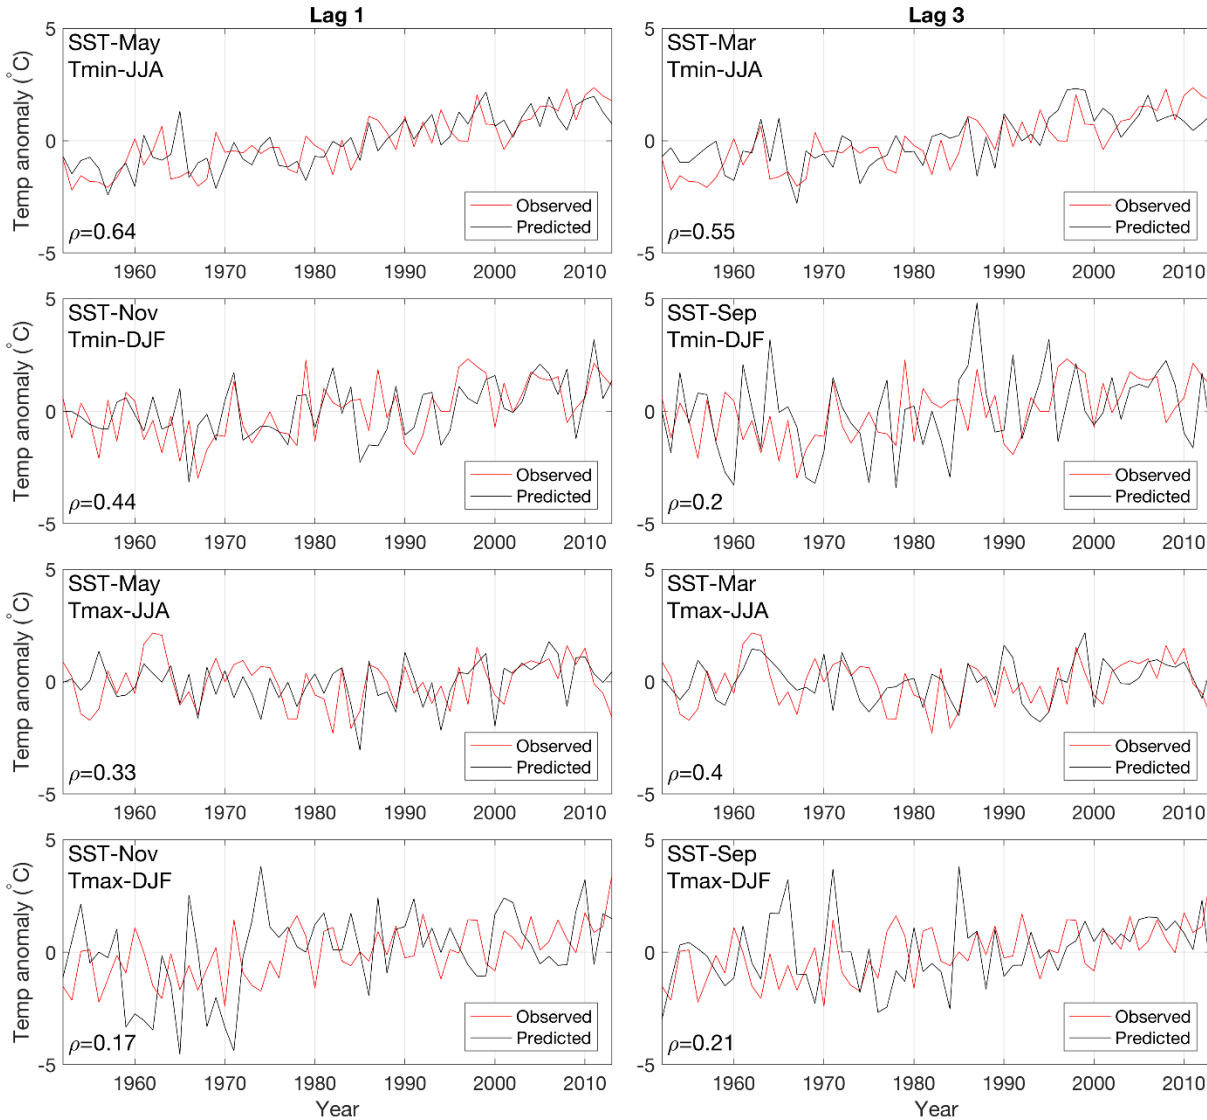 Lag 1
Lag 3
5
SST-May
Tmin-JJA
0
ρ=0.64
-5
Observed
Predicted
1960 1970 1980 1990 2000 2010
Temp anomaly (°C)
5
SST-Mar
Tmin-JJA
0
ρ=0.55
-5
Observed
Predicted
1960 1970 1980 1990 2000 2010
5
SST-Nov
Tmin-DJF
0
ρ=0.44
-5
Observed
Predicted
1960 1970 1980 1990 2000 2010
Temp anomaly (°C)
5
SST-Sep
Tmin-DJF
0
ρ=0.2
-5
Observed
Predicted
1960 1970 1980 1990 2000 2010
5
SST-May
Tmax-JJA
0
ρ=0.33
-5
Observed
Predicted
1960 1970 1980 1990 2000 2010
Temp anomaly (°C)
5
SST-Mar
Tmax-JJA
0
ρ=0.4
-5
Observed
Predicted
1960 1970 1980 1990 2000 2010
5
SST-Nov
Tmax-DJF
0
ρ=0.17
-5
Observed
Predicted
1960 1970 1980 1990 2000 2010
Temp anomaly (°C)
Year
5
SST-Sep
Tmax-DJF
0
ρ=0.21
-5
Observed
Predicted
1960 1970 1980 1990 2000 2010
Year